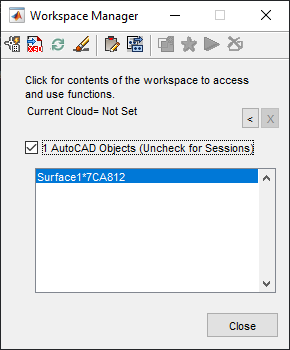 Workspace Manager
Click for contents of the workspace to access
and use functions.
Current Cloud= Not Set
<
X
1 AutoCAD Objects (Uncheck for Sessions)
Surface1*7CA812
Close